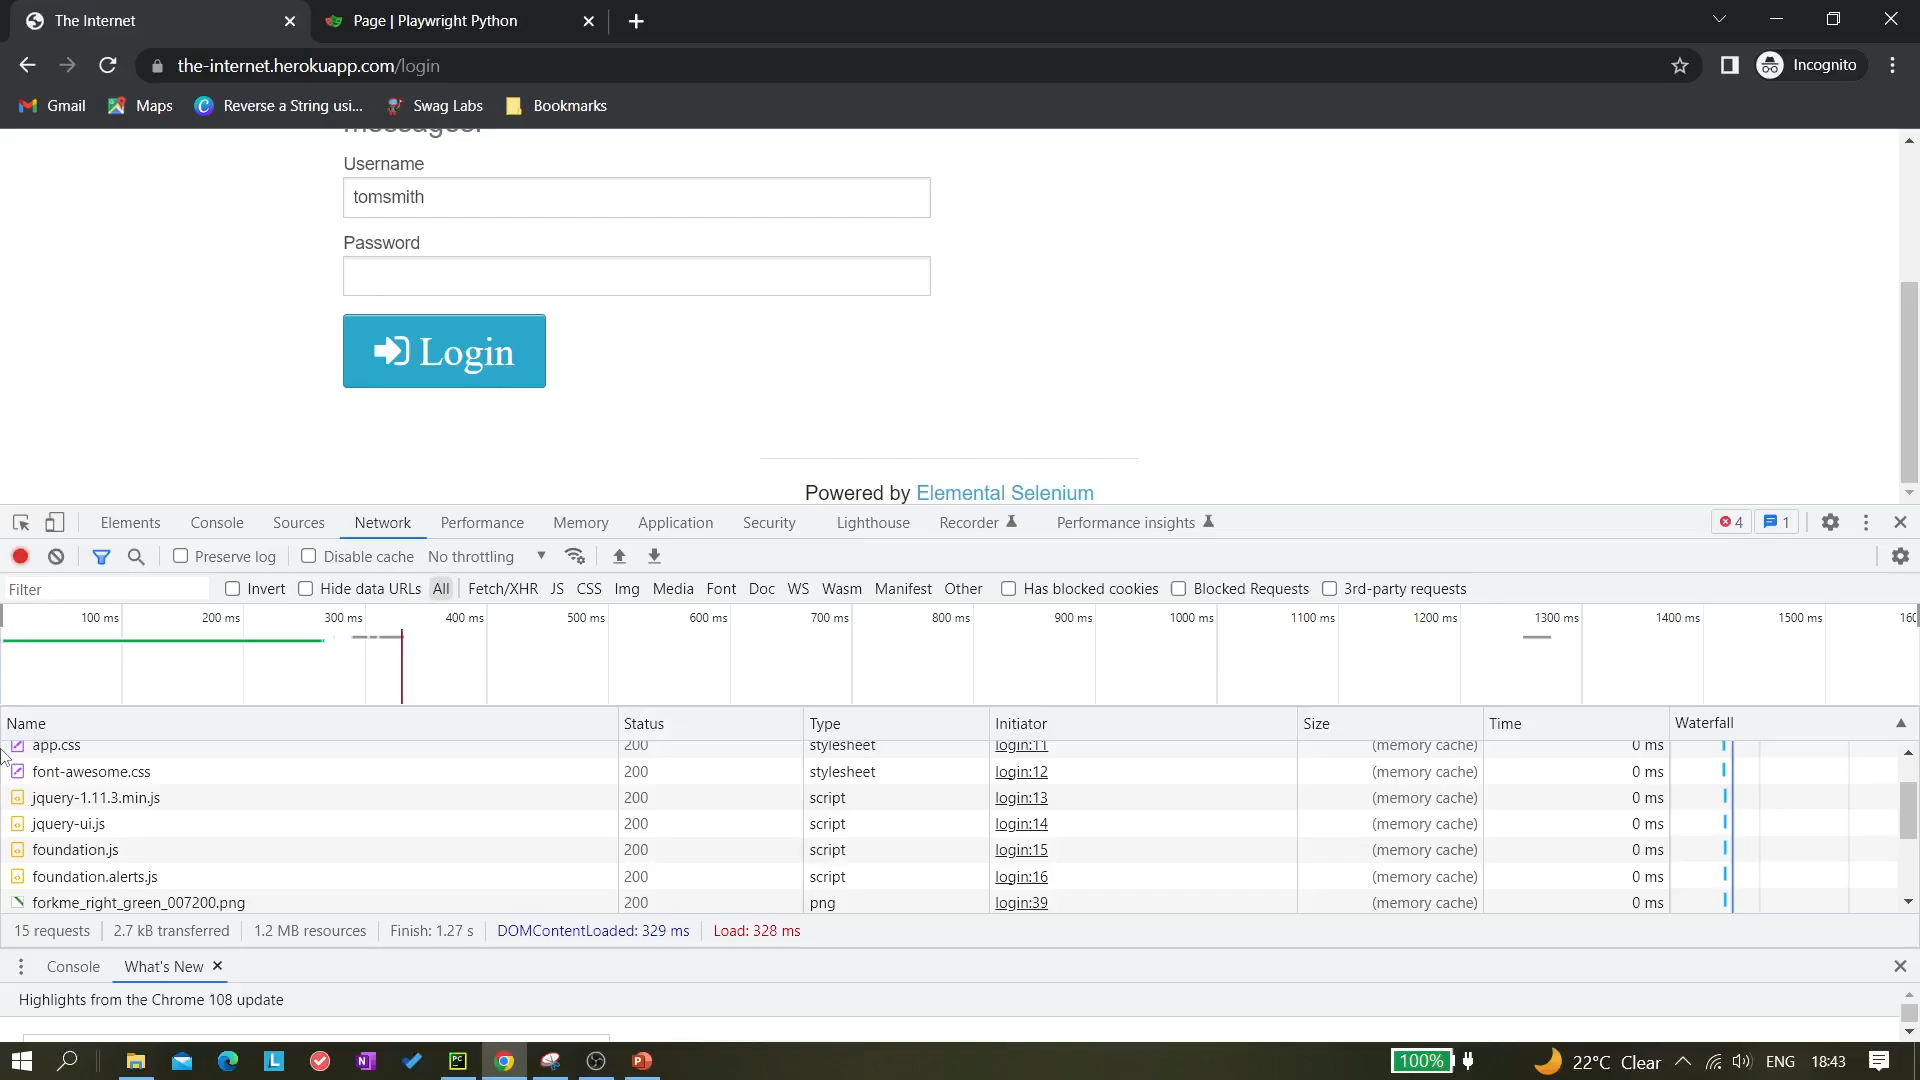 The Internet
Page | Playwright Python
the-internet.herokuapp.com/login
Incognito
Gmail
Maps
Reverse a String usi...
Swag Labs
Bookmarks
Username
tomsmith
Password
Login
Powered by Elemental Selenium
Elements Console Sources Network Performance Memory Application Security Lighthouse Recorder Performance insights 4 1
Preserve log Disable cache No throttling
Filter Invert Hide data URLs All Fetch/XHR JS CSS Img Media Font Doc WS Wasm Manifest Other Has blocked cookies Blocked Requests 3rd-party requests
100 ms 200 ms 300 ms 400 ms 500 ms 600 ms 700 ms 800 ms 900 ms 1000 ms 1100 ms 1200 ms 1300 ms 1400 ms 1500 ms
Name Status Type Initiator Size Time Waterfall
app.css 200 stylesheet login:11 (memory cache) 0 ms
font-awesome.css 200 stylesheet login:12 (memory cache) 0 ms
jquery-1.11.3.min.js 200 script login:13 (memory cache) 0 ms
jquery-ui.js 200 script login:14 (memory cache) 0 ms
foundation.js 200 script login:15 (memory cache) 0 ms
foundation.alerts.js 200 script login:16 (memory cache) 0 ms
forkme_right_green_007200.png 200 png login:39 (memory cache) 0 ms
15 requests 2.7 kB transferred 1.2 MB resources Finish: 1.27 s DOMContentLoaded: 329 ms Load: 328 ms
Console What's New
Highlights from the Chrome 108 update
100% 22°C Clear ENG 18:43